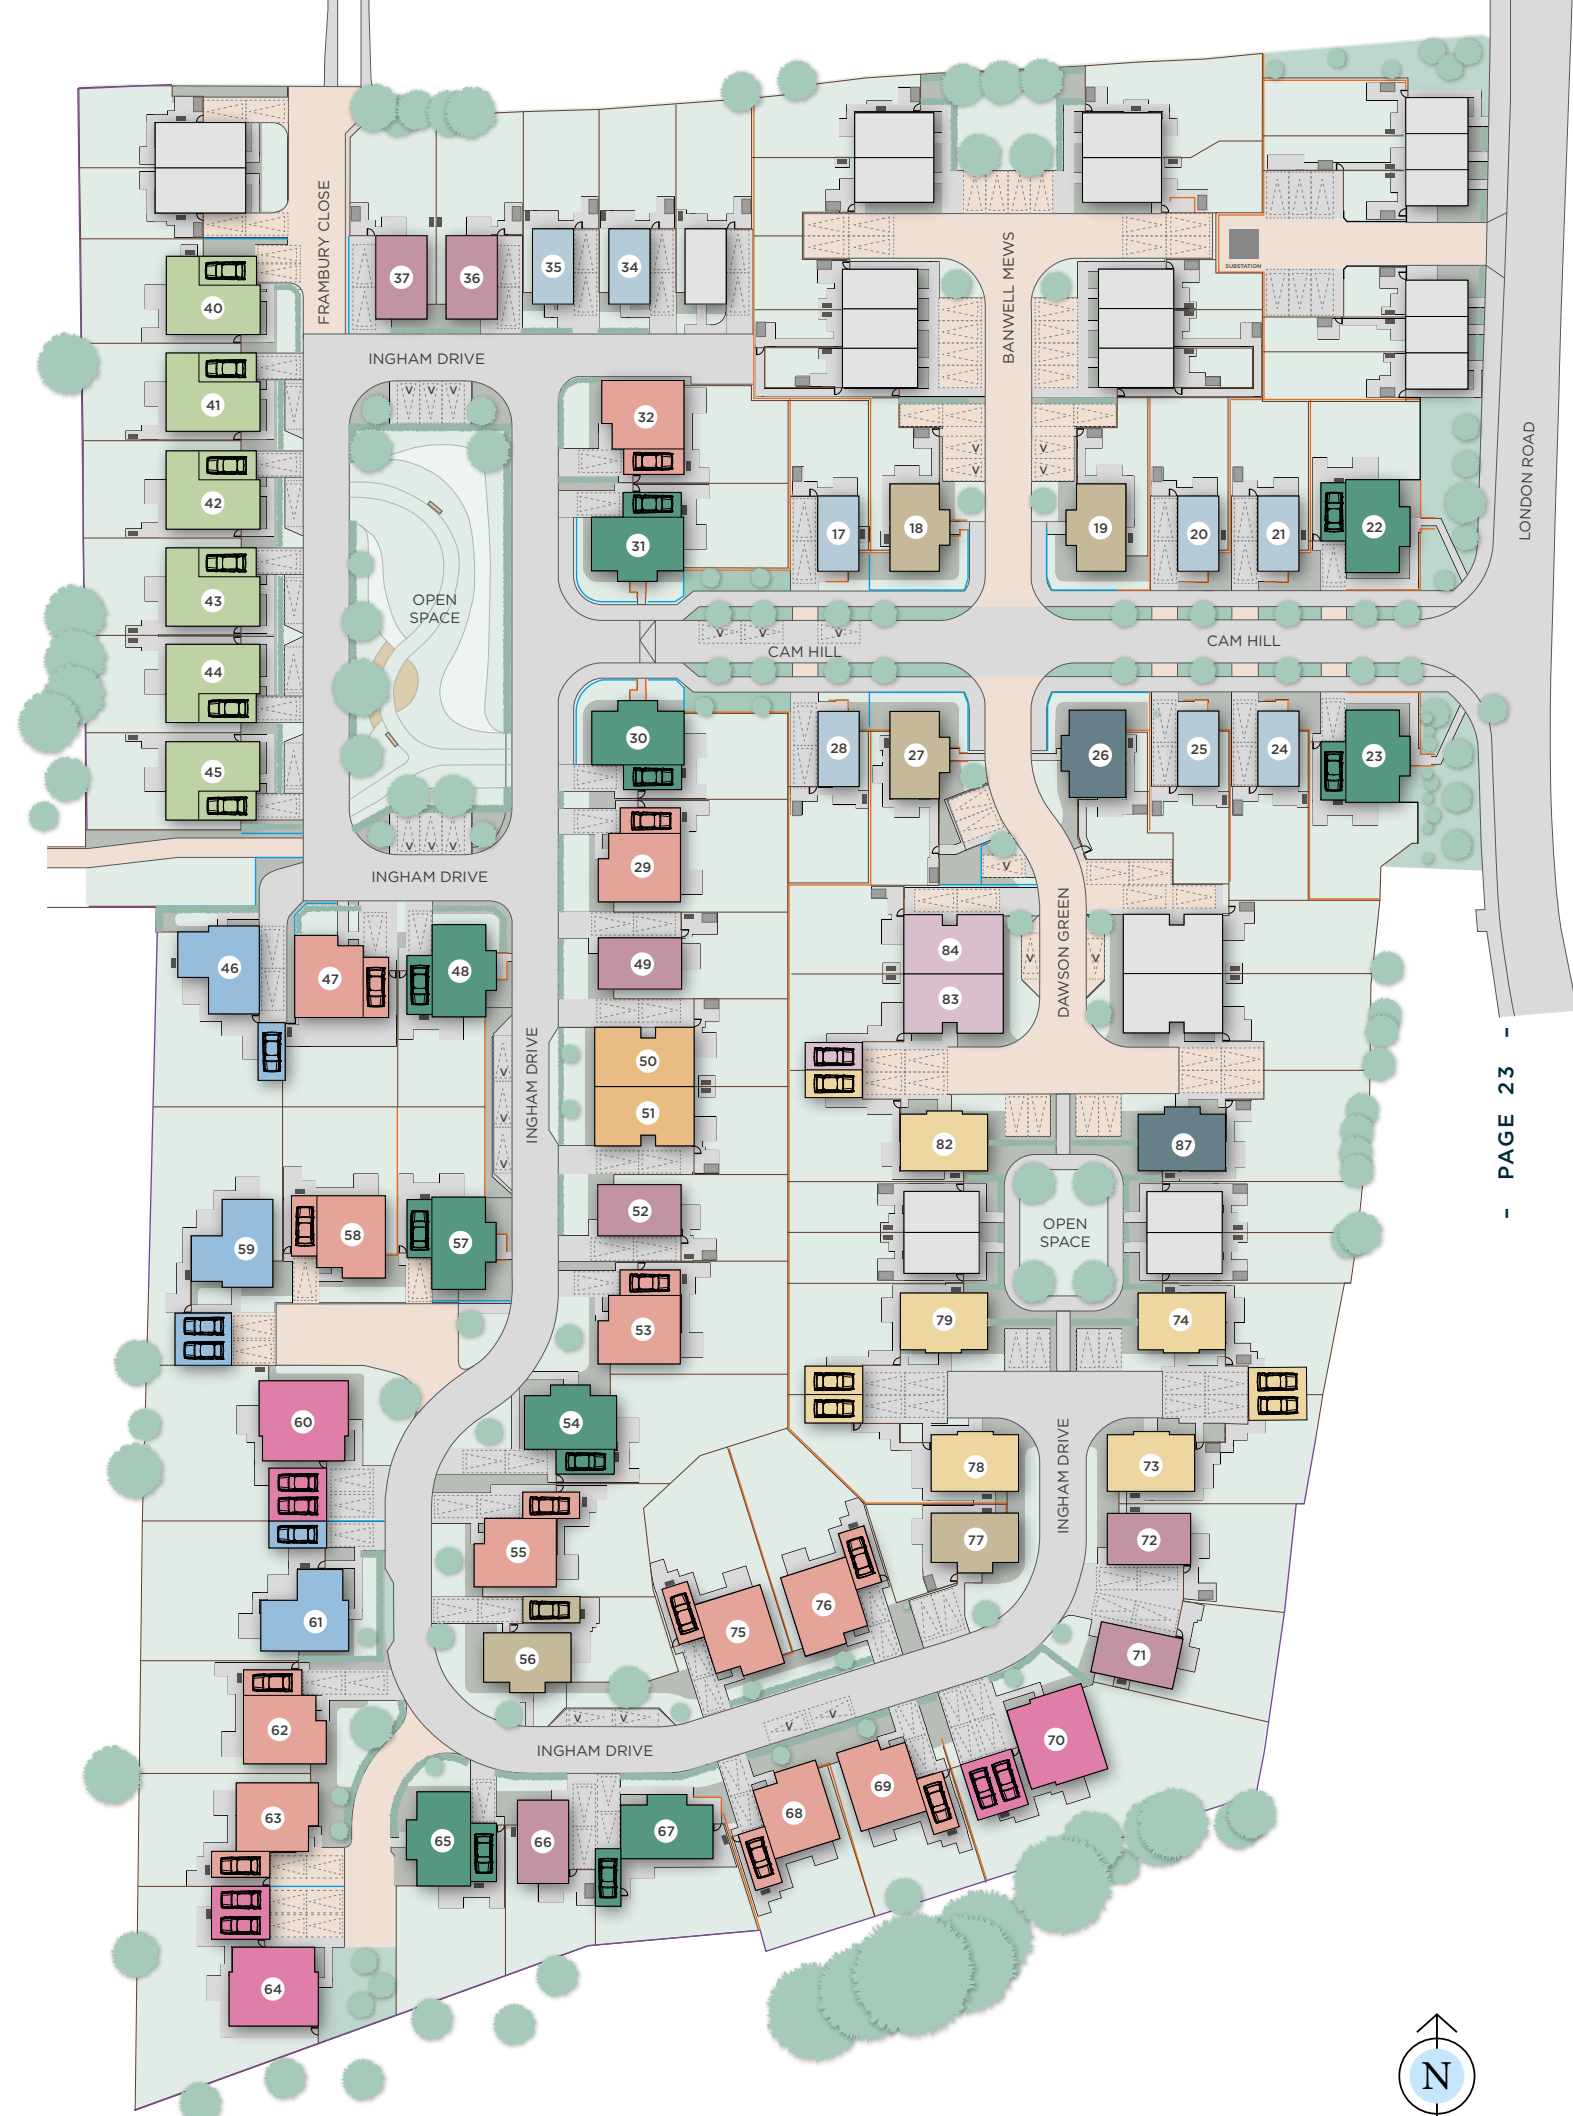 FRAMBURY CLOSE
37
36
35
34
40
INGHAM DRIVE
BANWELL MEWS
SUBSTATION
41
32
V V V
42
17
18
V
V
V
V
19
20
21
22
LONDON ROAD
31
43
OPEN
SPACE
V V V
CAM HILL
CAM HILL
44
45
30
28
27
26
25
24
23
V V V
INGHAM DRIVE
29
V
DAWSON GREEN
46
47
48
49
84
83
V
V
INGHAM DRIVE
V
V
V
50
51
- PAGE 23 -
82
87
52
OPEN
SPACE
59
58
57
53
79
74
60
54
INGHAM DRIVE
78
73
55
77
72
61
75
76
56
71
62
V V
V V
INGHAM DRIVE
70
63
65
66
67
68
69
64
N